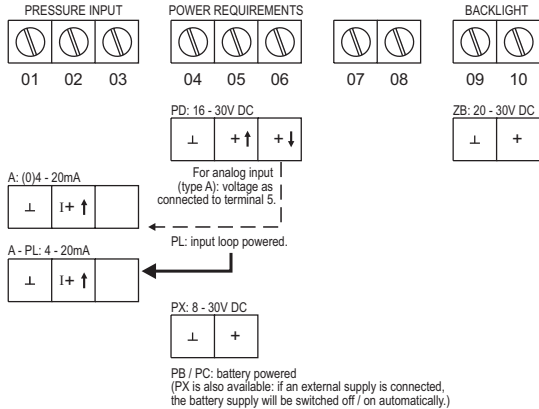 PRESSURE INPUT POWER REQUIREMENTS BACKLIGHT
01 02 03 04 05 06 07 08 09 10
PD: 16 - 30V DC ZB: 20 - 30V DC
⊥ +↑ +↓ ⊥ +
For analog input
(type A): voltage as
connected to terminal 5.
A: (0)4 - 20mA
⊥ I+ ↑
PL: input loop powered.
A - PL: 4 - 20mA
⊥ I+ ↑
PX: 8 - 30V DC
⊥ +
PB / PC: battery powered
(PX is also available: if an external supply is connected,
the battery supply will be switched off / on automatically.)